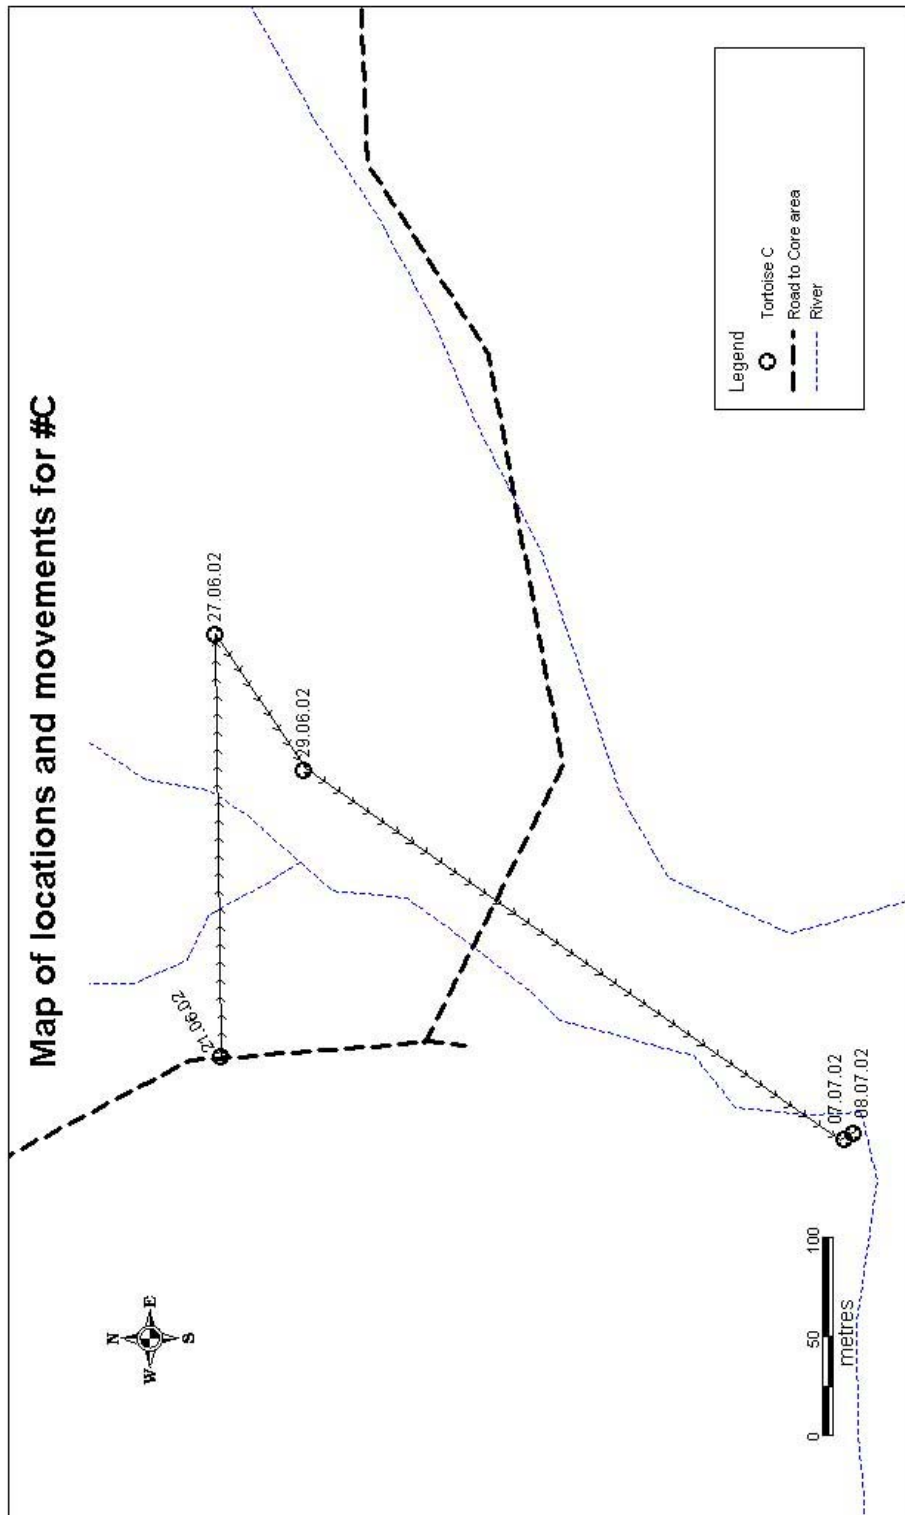 Map of locations and movements for #C
21.06.02
27.06.02
29.06.02
07.07.02
08.07.02
N
W E
S
0 50 100
metres
Legend
Tortoise C
Road to Core area
River